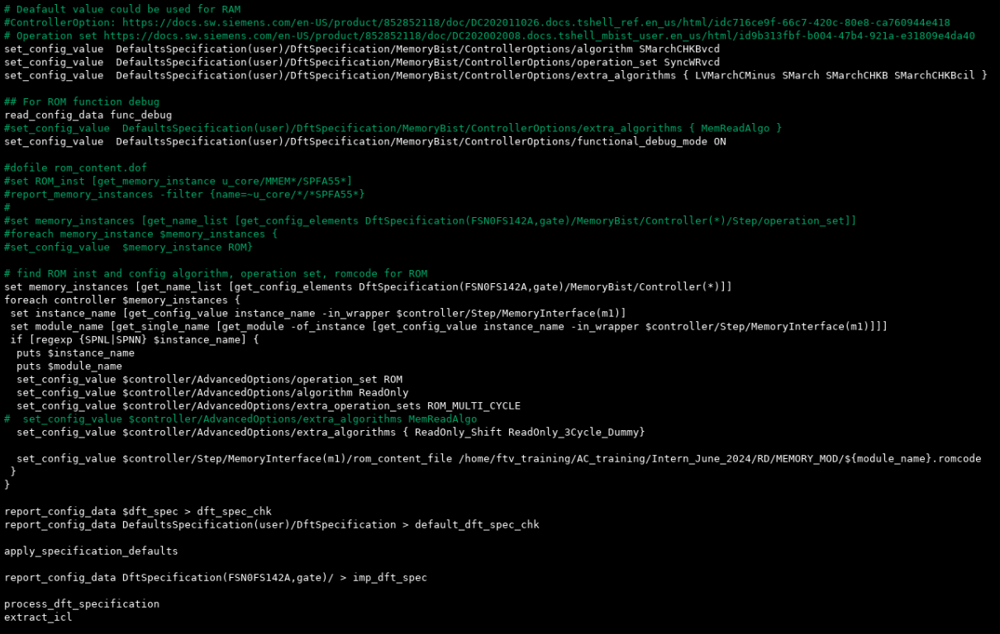 # Deafault value could be used for RAM
#ControllerOption: https://docs.sw.siemens.com/en-US/product/852852118/doc/DC202011026.docs.tshell_ref.en_us/html/idc716ce9f-66c7-420c-80e8-ca760944e418
# Operation set https://docs.sw.siemens.com/en-US/product/852852118/doc/DC202002008.docs.tshell_mbist_user.en_us/html/id9b313fbf-b004-47b4-921a-e31809e4da40
set_config_value  DefaultsSpecification(user)/DftSpecification/MemoryBist/ControllerOptions/algorithm SMarchCHKBvcd
set_config_value  DefaultsSpecification(user)/DftSpecification/MemoryBist/ControllerOptions/operation_set SyncWRvcd
set_config_value  DefaultsSpecification(user)/DftSpecification/MemoryBist/ControllerOptions/extra_algorithms { LVMarchCMinus SMarch SMarchCHKB SMarchCHKBcil }
## For ROM function debug
read_config_data func_debug
#set_config_value  DefaultsSpecification(user)/DftSpecification/MemoryBist/ControllerOptions/extra_algorithms { MemReadAlgo }
set_config_value  DefaultsSpecification(user)/DftSpecification/MemoryBist/ControllerOptions/functional_debug_mode ON
#dofile rom_content.dof
#set ROM_inst [get_memory_instance u_core/MMEM*/SPFA55*]
#report_memory_instances -filter {name=~u_core/*/*SPFA55*}
#
#set memory_instances [get_name_list [get_config_elements DftSpecification(FSN0FS142A,gate)/MemoryBist/Controller(*)/Step/operation_set]]
#foreach memory_instance $memory_instances {
#set_config_value  $memory_instance ROM}
# find ROM inst and config algorithm, operation set, romcode for ROM
set memory_instances [get_name_list [get_config_elements DftSpecification(FSN0FS142A,gate)/MemoryBist/Controller(*)]]
foreach controller $memory_instances {
 set instance_name [get_config_value instance_name -in_wrapper $controller/Step/MemoryInterface(m1)]
 set module_name [get_single_name [get_module -of_instance [get_config_value instance_name -in_wrapper $controller/Step/MemoryInterface(m1)]]]
 if [regexp {SPNL|SPNN} $instance_name] {
  puts $instance_name
  puts $module_name
  set_config_value $controller/AdvancedOptions/operation_set ROM
  set_config_value $controller/AdvancedOptions/algorithm ReadOnly
  set_config_value $controller/AdvancedOptions/extra_operation_sets ROM_MULTI_CYCLE
#  set_config_value $controller/AdvancedOptions/extra_algorithms MemReadAlgo
  set_config_value $controller/AdvancedOptions/extra_algorithms { ReadOnly_Shift ReadOnly_3Cycle_Dummy}
  set_config_value $controller/Step/MemoryInterface(m1)/rom_content_file /home/ftv_training/AC_training/Intern_June_2024/RD/MEMORY_MOD/${module_name}.romcode
 }
}
report_config_data $dft_spec > dft_spec_chk
report_config_data DefaultsSpecification(user)/DftSpecification > default_dft_spec_chk
apply_specification_defaults
report_config_data DftSpecification(FSN0FS142A,gate)/ > imp_dft_spec
process_dft_specification
extract_icl